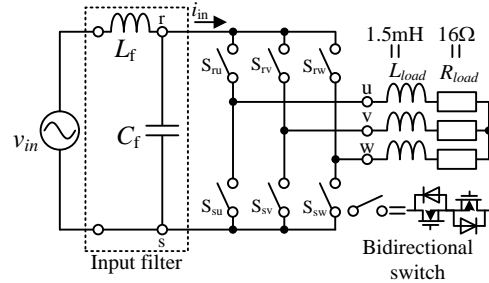 i_in
r
1.5mH
16Ω
L_f
S_ru
S_rv
S_rw
L_load
R_load
u
v
w
v_in
C_f
S_su
S_sv
S_sw
s
Input filter
Bidirectional
switch